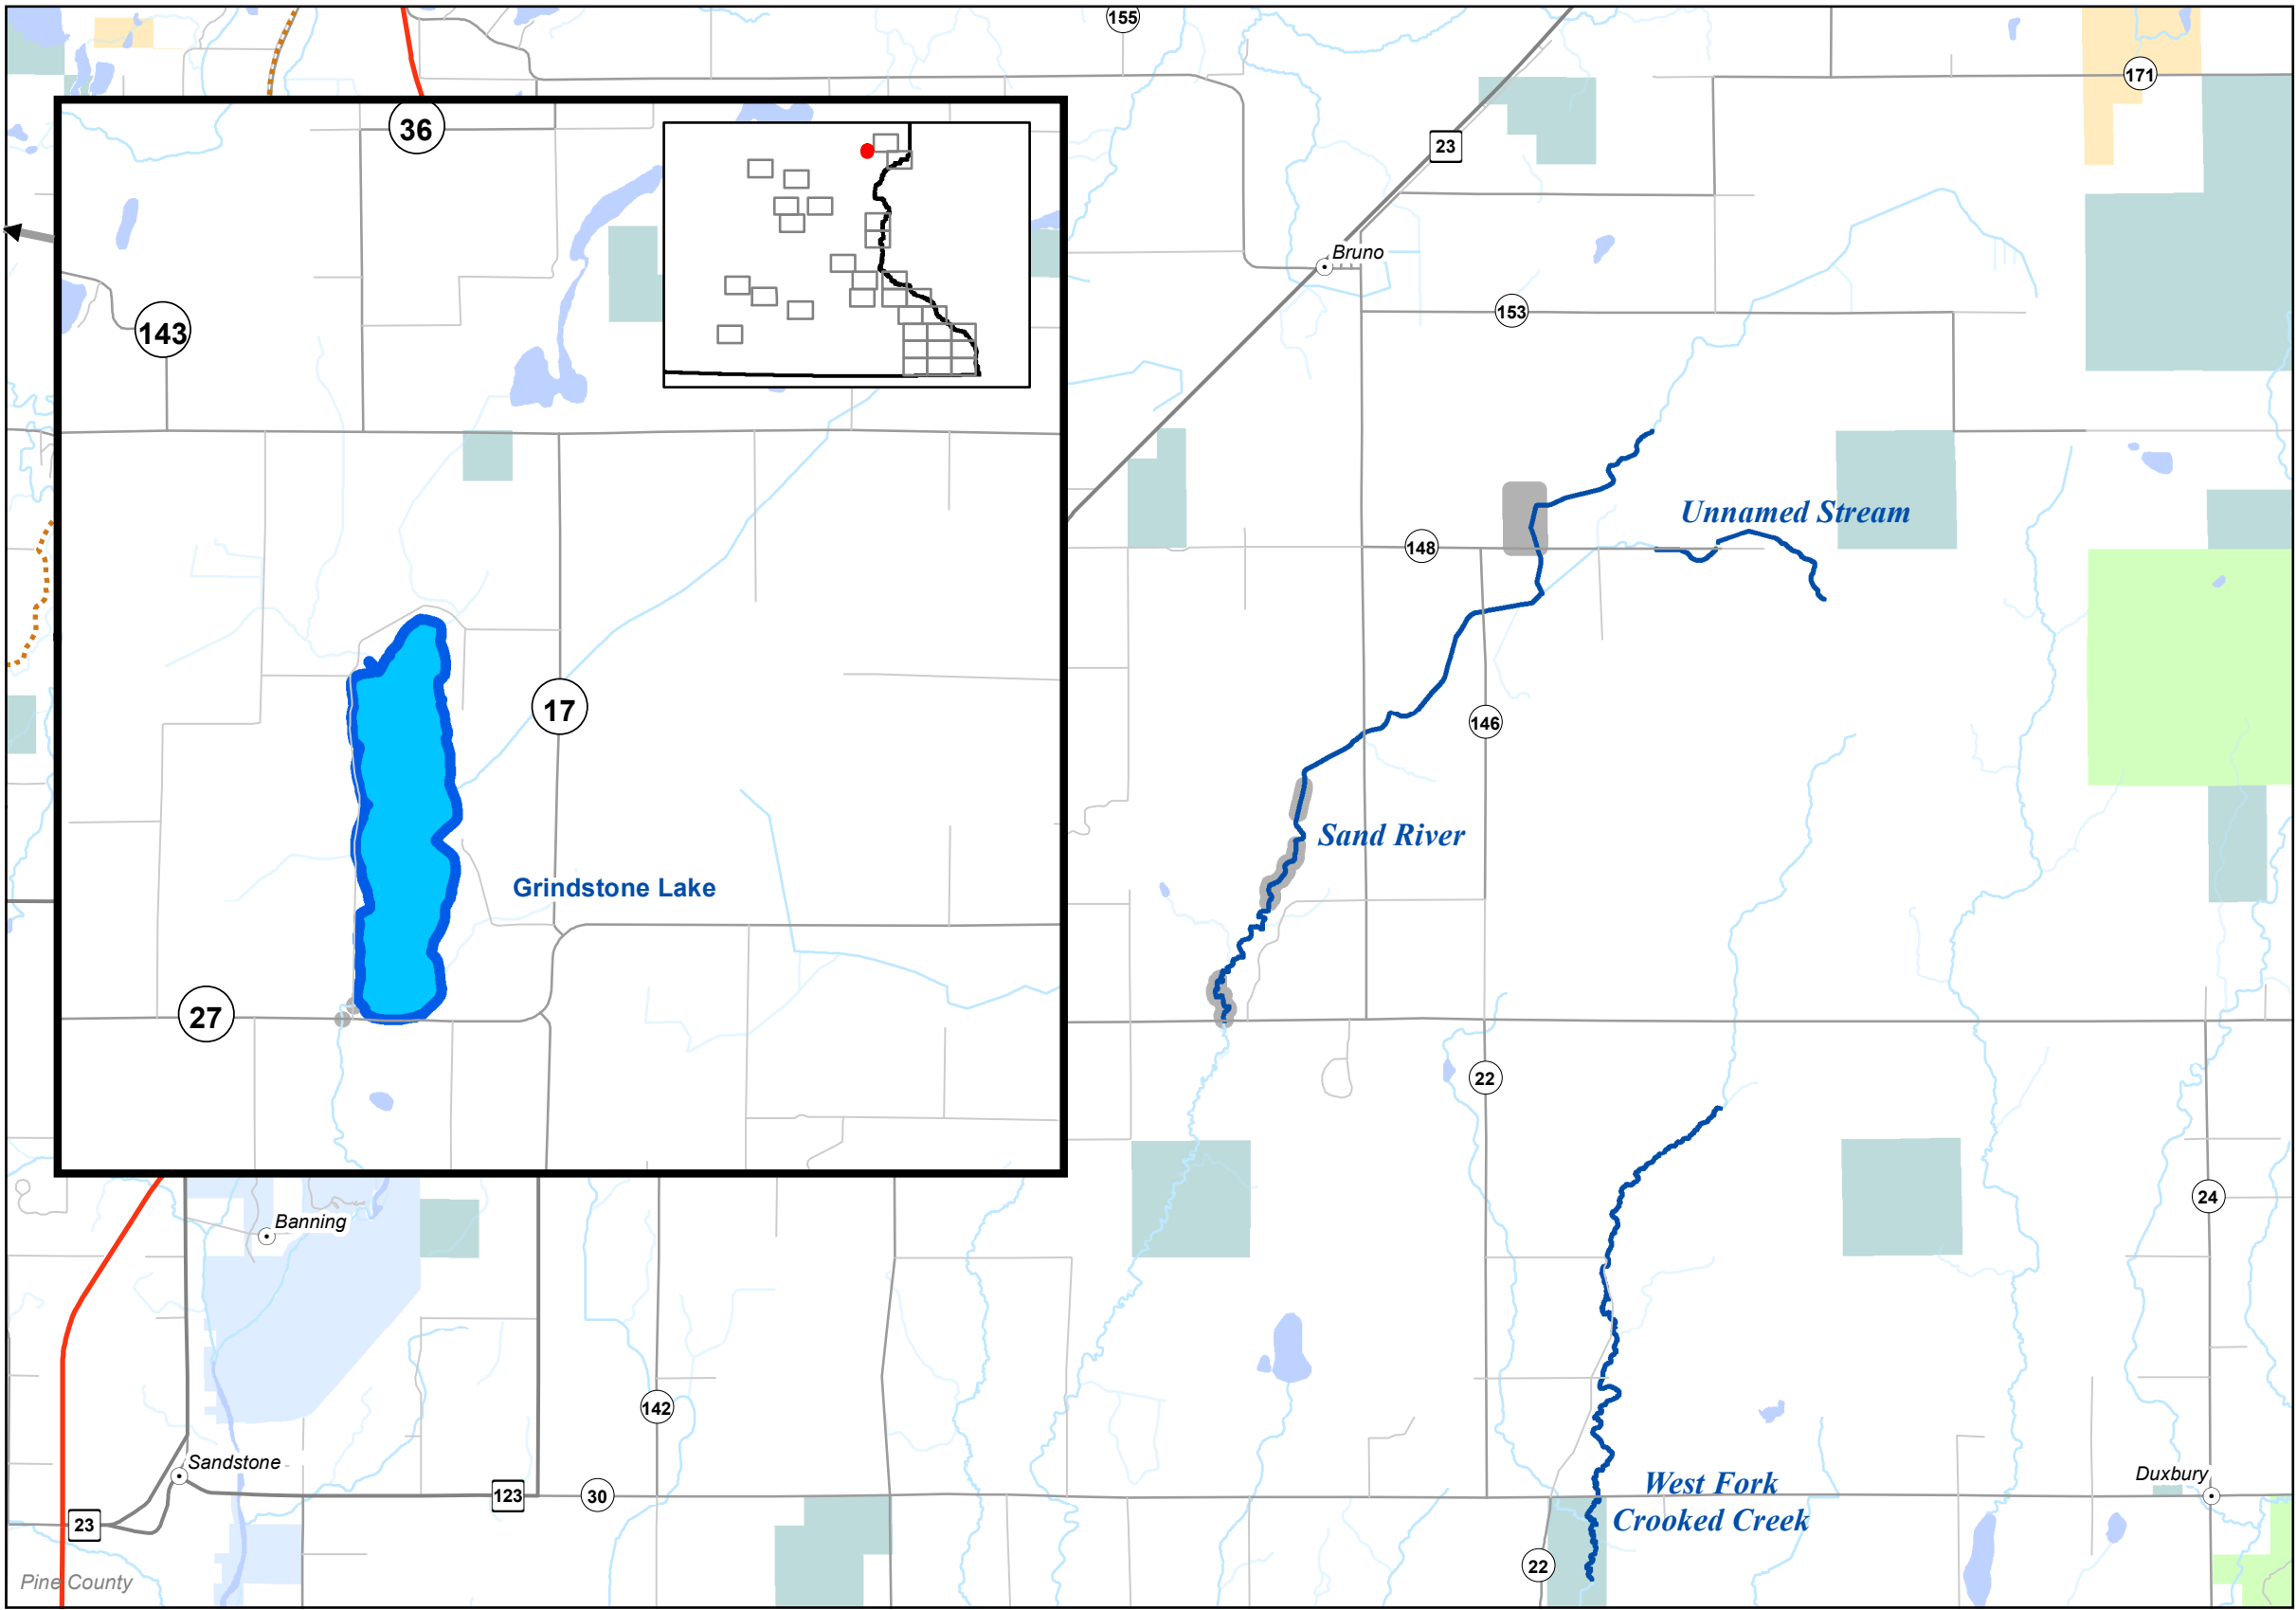 155
171
36
23
Bruno
143
153
Unnamed Stream
148
17
146
Sand River
Grindstone Lake
27
22
24
Banning
142
Sandstone
Duxbury
West Fork
Crooked Creek
123
30
23
22
Pine County